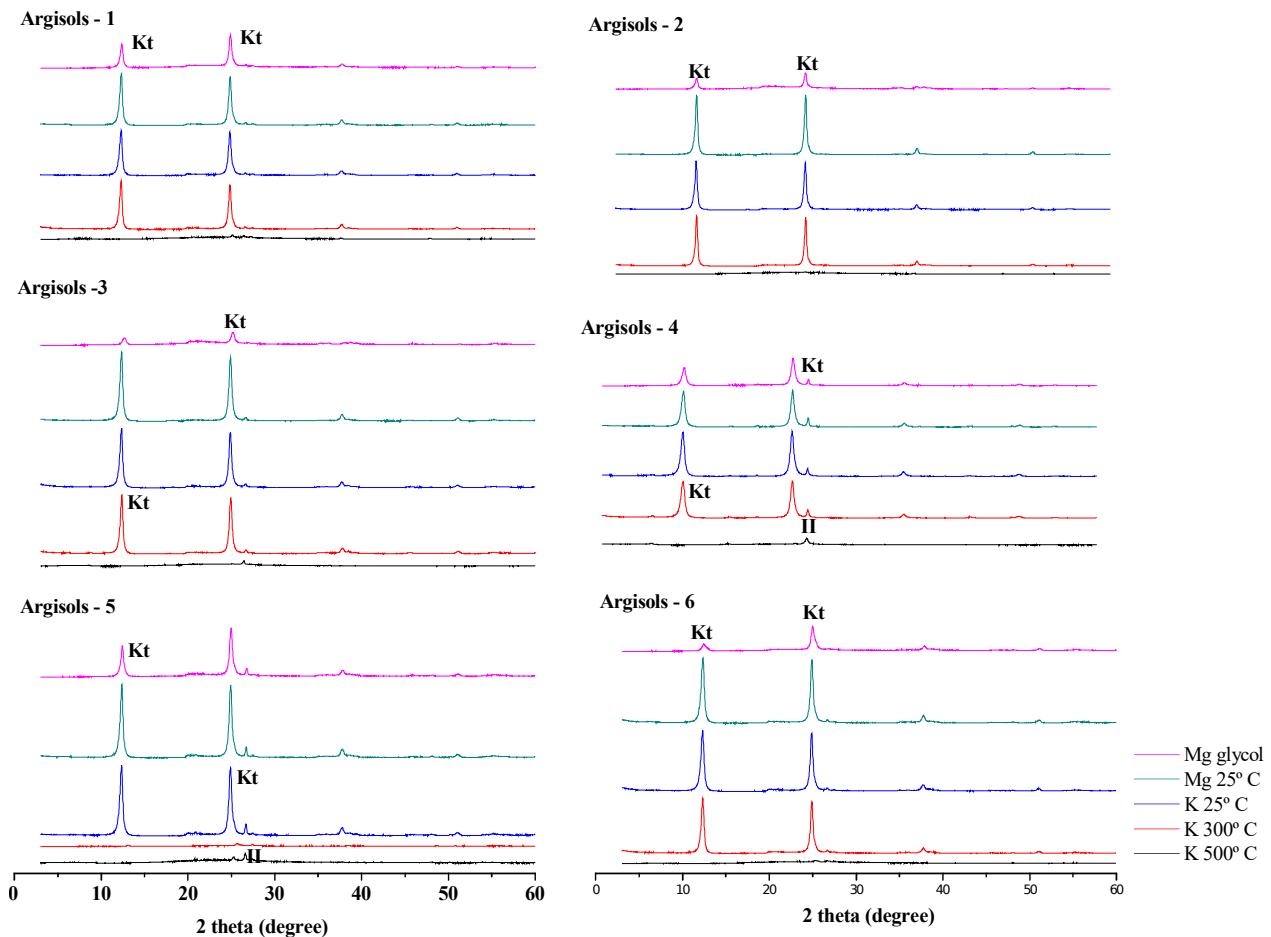 Argisols - 1
Kt
Kt
Argisols - 2
Kt
Kt
Argisols -3
Kt
Kt
Argisols - 4
Kt
Kt
II
Argisols - 5
Kt
Kt
II
0 10 20 30 40 50 60
2 theta (degree)
Argisols - 6
Kt
Kt
0 10 20 30 40 50 60
2 theta (degree)
Mg glycol
Mg 25º C
K 25º C
K 300º C
K 500º C